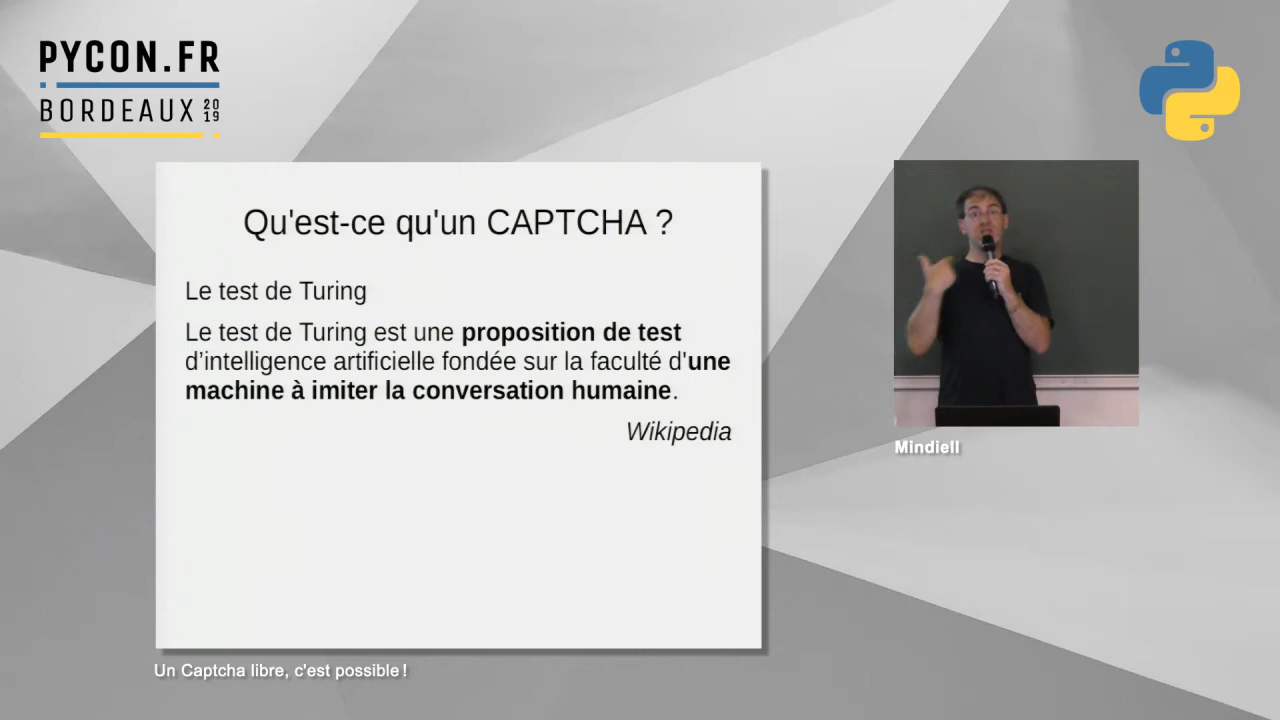 PYCON.FR
BORDEAUX 2019
Qu'est-ce qu'un CAPTCHA ?
Le test de Turing
Le test de Turing est une proposition de test
d’intelligence artificielle fondée sur la faculté d'une
machine à imiter la conversation humaine.
Wikipedia
Mindiell
Un Captcha libre, c'est possible !